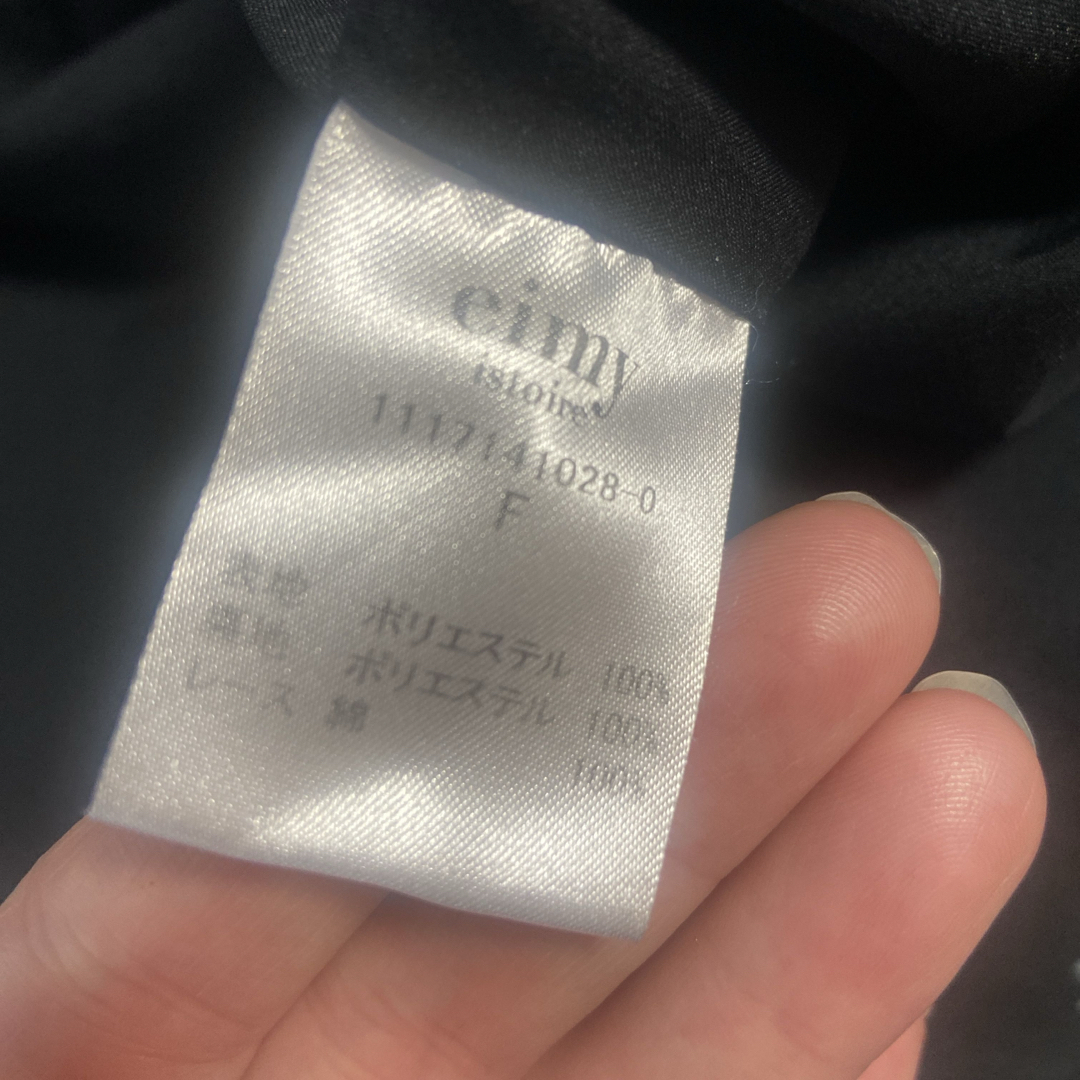 eimy
istoire
1117141028-0
F
表地 ポリエステル 100%
裏地 ポリエステル 100%
レース 綿 100%